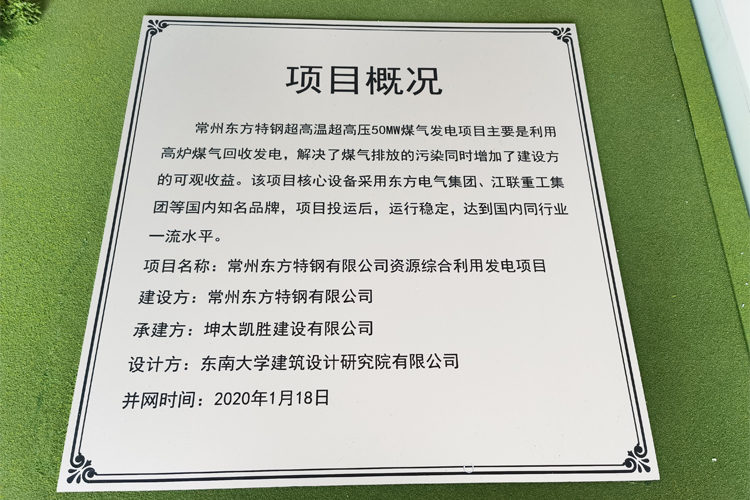 项目概况
常州东方特钢超高温超高压50MW煤气发电项目主要是利用
高炉煤气回收发电，解决了煤气排放的污染同时增加了建设方
的可观收益。该项目核心设备采用东方电气集团、江联重工集
团等国内知名品牌，项目投运后，运行稳定，达到国内同行业
一流水平。
项目名称：常州东方特钢有限公司资源综合利用发电项目
建设方：常州东方特钢有限公司
承建方：坤太凯胜建设有限公司
设计方：东南大学建筑设计研究院有限公司
并网时间：2020年1月18日